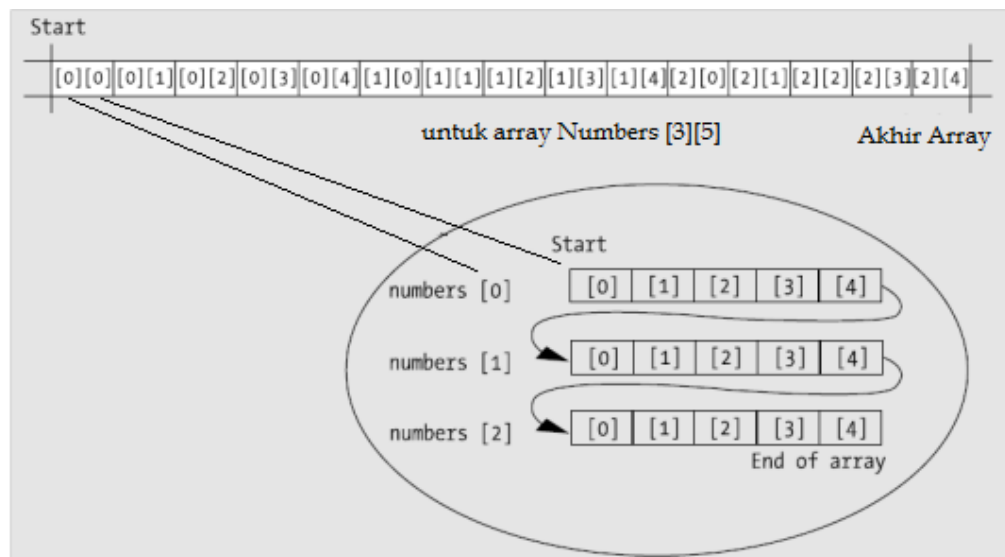 Start
[0][0] [0][1] [0][2] [0][3] [0][4] [1][0] [1][1] [1][2] [1][3] [1][4] [2][0] [2][1] [2][2] [2][3] [2][4]
untuk array Numbers [3][5] Akhir Array
Start
numbers [0] [0] [1] [2] [3] [4]
numbers [1] [0] [1] [2] [3] [4]
numbers [2] [0] [1] [2] [3] [4]
End of array